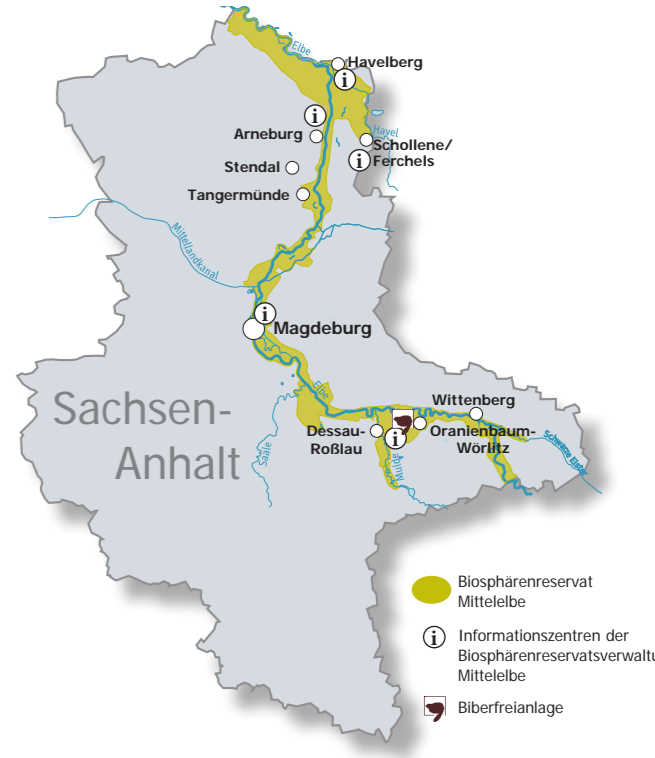 Elbe
Havelberg
i
i
Arneburg
Havel
Schollene/
Ferchels
i
Stendal
Tangermünde
Mittellandkanal
i
Magdeburg
Sachsen-
Anhalt
Elbe
Wittenberg
Dessau-
Roßlau
i
Oranienbaum-
Wörlitz
Schwarze Elster
Saale
Mulde
Biosphärenreservat
Mittelelbe
i
Informationszentren der
Biosphärenreservatsverwaltu
Mittelelbe
Biberfreianlage